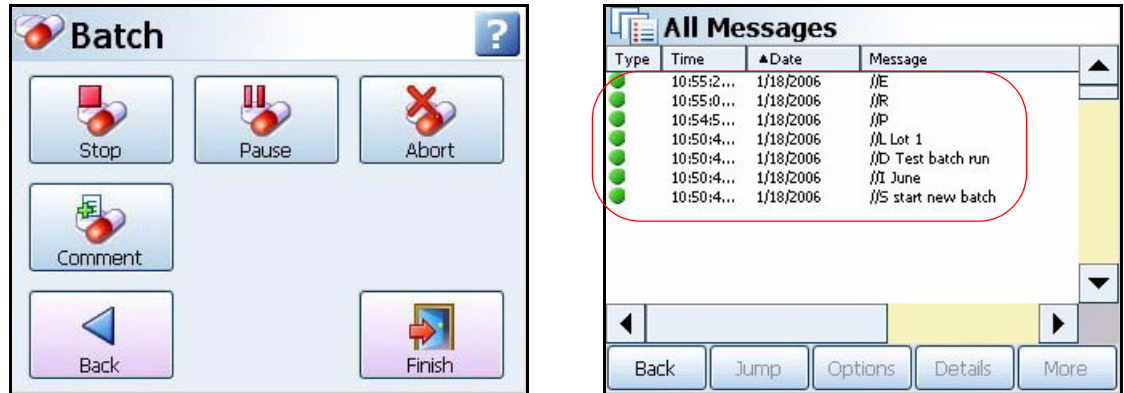 Batch
?
Stop Pause Abort
Comment
Back Finish
All Messages
Type Time ▲Date Message
10:55:2... 1/18/2006 //E
10:55:0... 1/18/2006 //R
10:54:5... 1/18/2006 //P
10:50:4... 1/18/2006 //L Lot 1
10:50:4... 1/18/2006 //D Test batch run
10:50:4... 1/18/2006 //I June
10:50:4... 1/18/2006 //S start new batch
Back Jump Options Details More